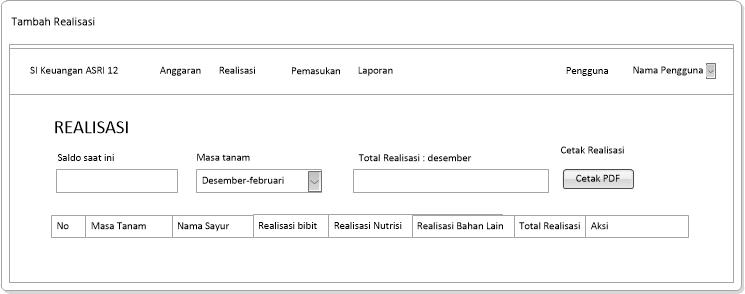 Tambah Realisasi
SI Keuangan ASRI 12 Anggaran Realisasi Pemasukan Laporan Pengguna Nama Pengguna
REALISASI
Saldo saat ini Masa tanam Total Realisasi : desember Cetak Realisasi
Desember-februari Cetak PDF
No Masa Tanam Nama Sayur Realisasi bibit Realisasi Nutrisi Realisasi Bahan Lain Total Realisasi Aksi